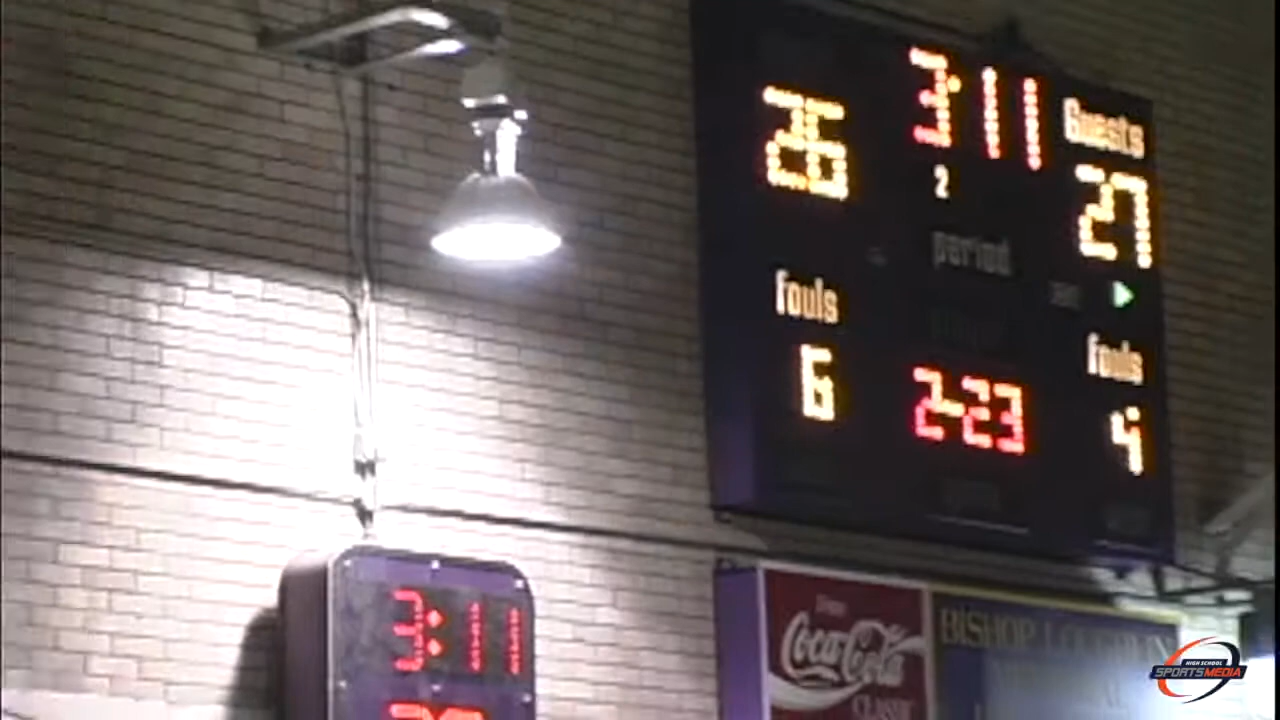 3:11
26
Guests
27
2
period
fouls
6
2-23
fouls
4
3:11
Enjoy
Coca-Cola
CLASSIC
BISHOP LOUGHLIN
HIGH SCHOOL
SPORTSMEDIA